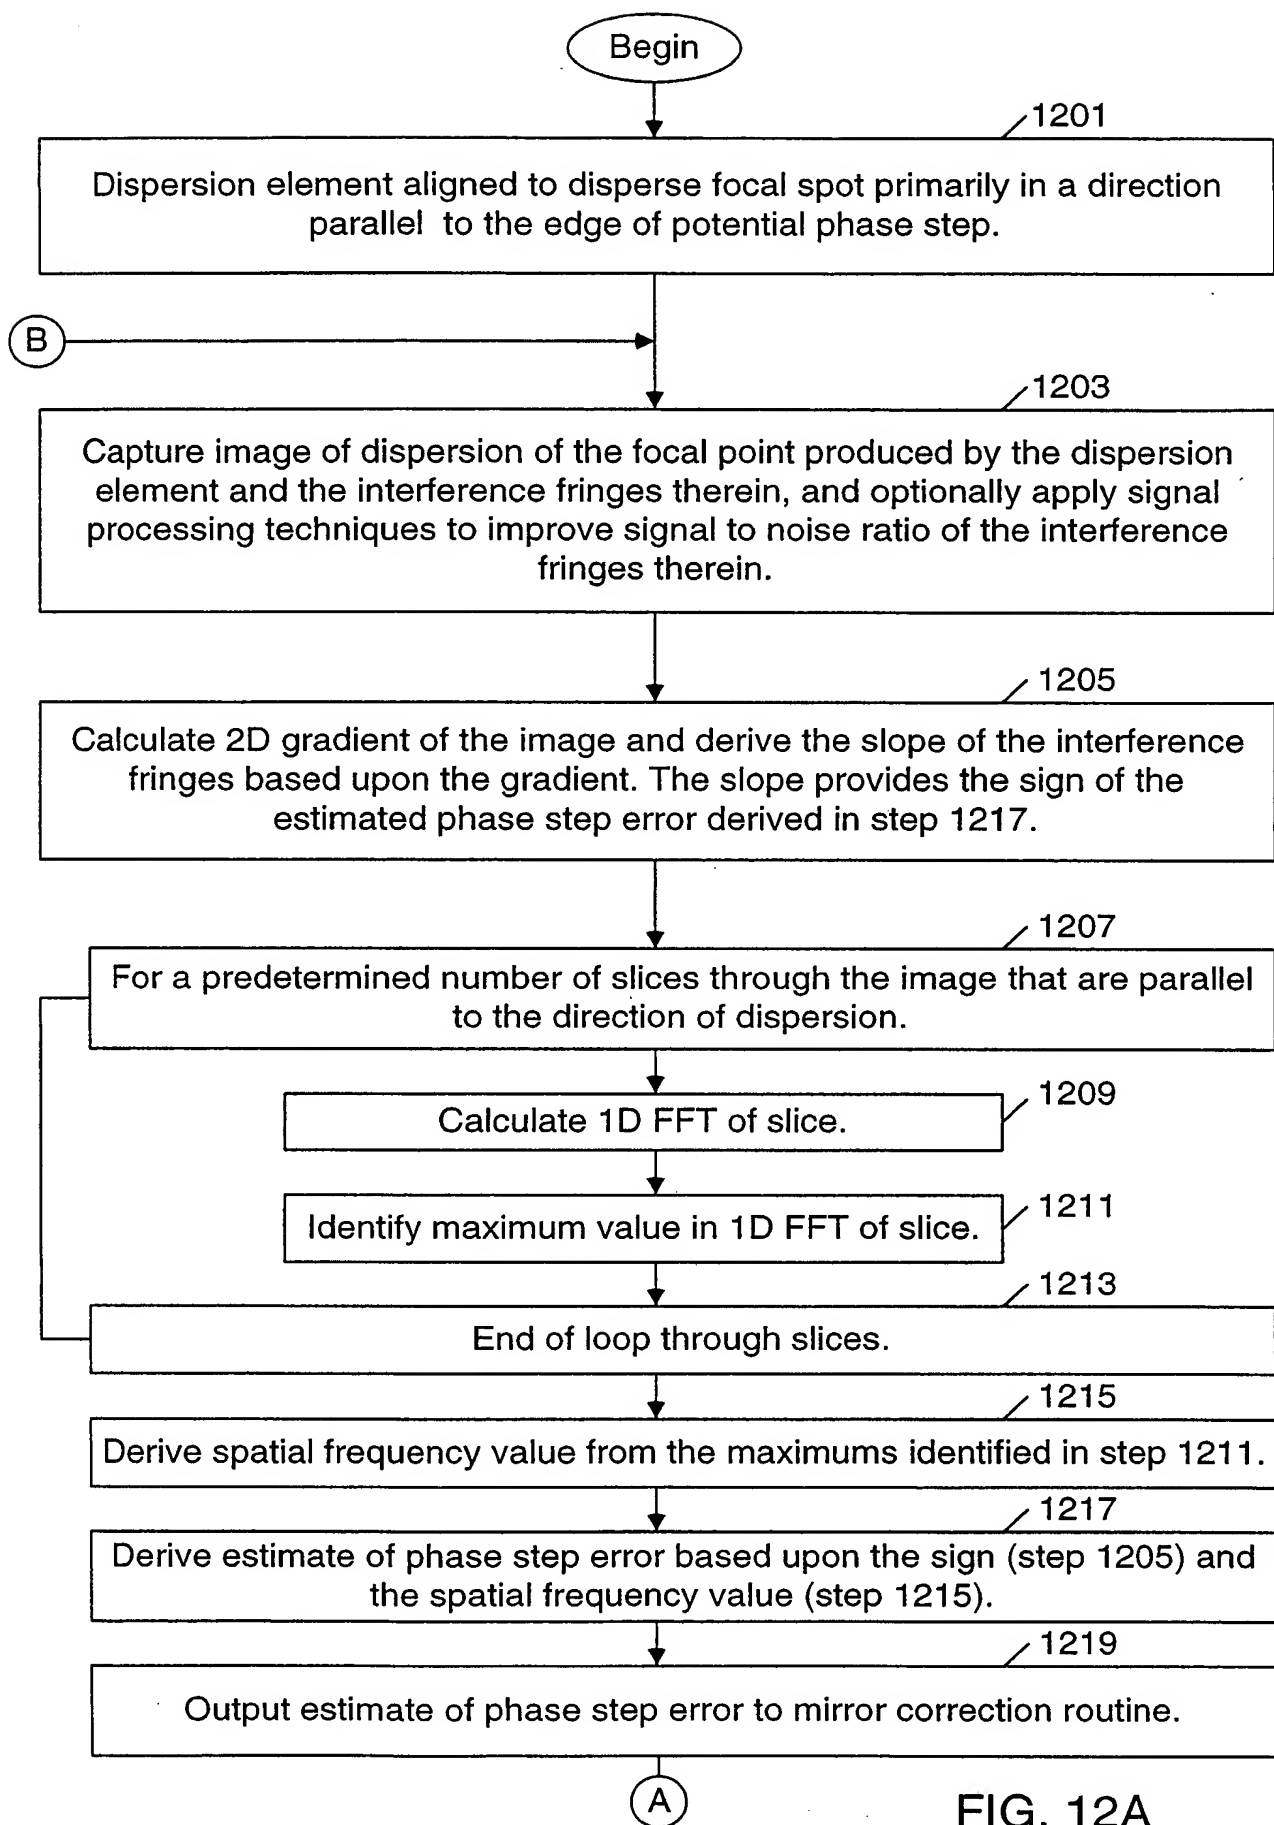 Begin
1201
Dispersion element aligned to disperse focal spot primarily in a direction
parallel to the edge of potential phase step.
B
1203
Capture image of dispersion of the focal point produced by the dispersion
element and the interference fringes therein, and optionally apply signal
processing techniques to improve signal to noise ratio of the interference
fringes therein.
1205
Calculate 2D gradient of the image and derive the slope of the interference
fringes based upon the gradient. The slope provides the sign of the
estimated phase step error derived in step 1217.
1207
For a predetermined number of slices through the image that are parallel
to the direction of dispersion.
1209
Calculate 1D FFT of slice.
1211
Identify maximum value in 1D FFT of slice.
1213
End of loop through slices.
1215
Derive spatial frequency value from the maximums identified in step 1211.
1217
Derive estimate of phase step error based upon the sign (step 1205) and
the spatial frequency value (step 1215).
1219
Output estimate of phase step error to mirror correction routine.
A
FIG. 12A